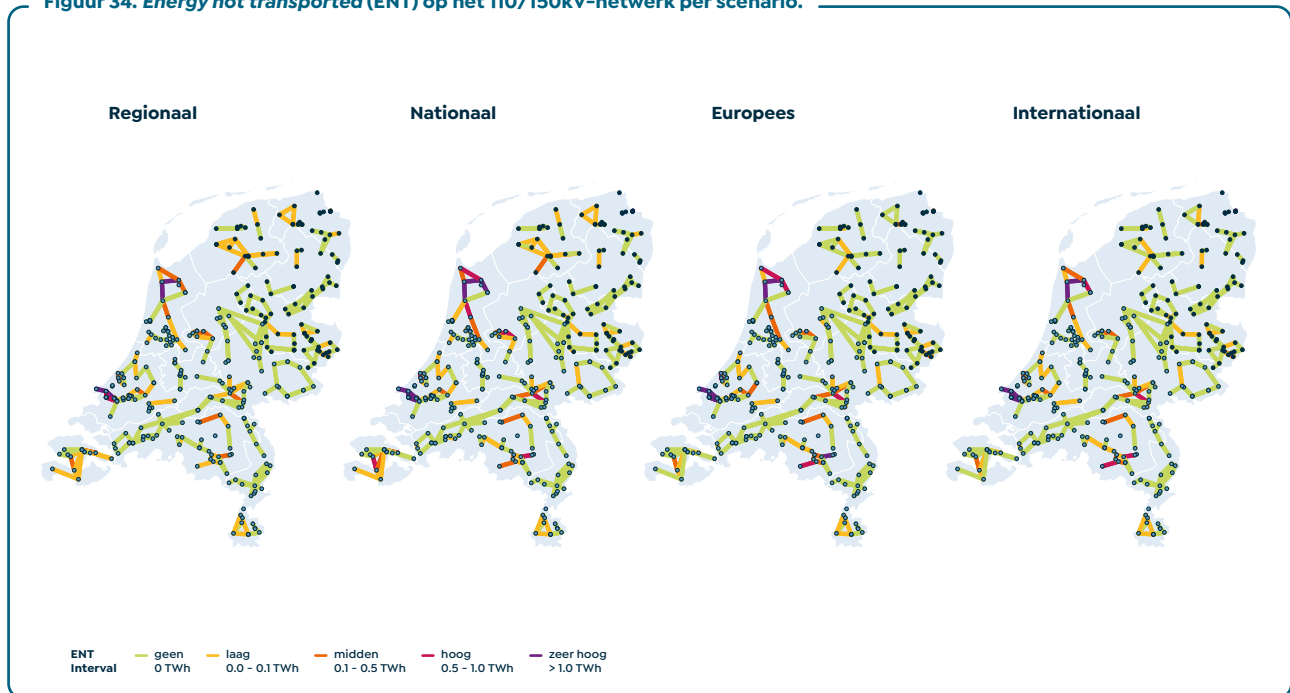 Figuur 34. Energy not transported (ENT) op het 110/150kV-netwerk per scenario.
Regionaal Nationaal Europees Internationaal
ENT geen laag midden hoog zeer hoog
Interval 0 TWh 0.0 - 0.1 TWh 0.1 - 0.5 TWh 0.5 - 1.0 TWh > 1.0 TWh